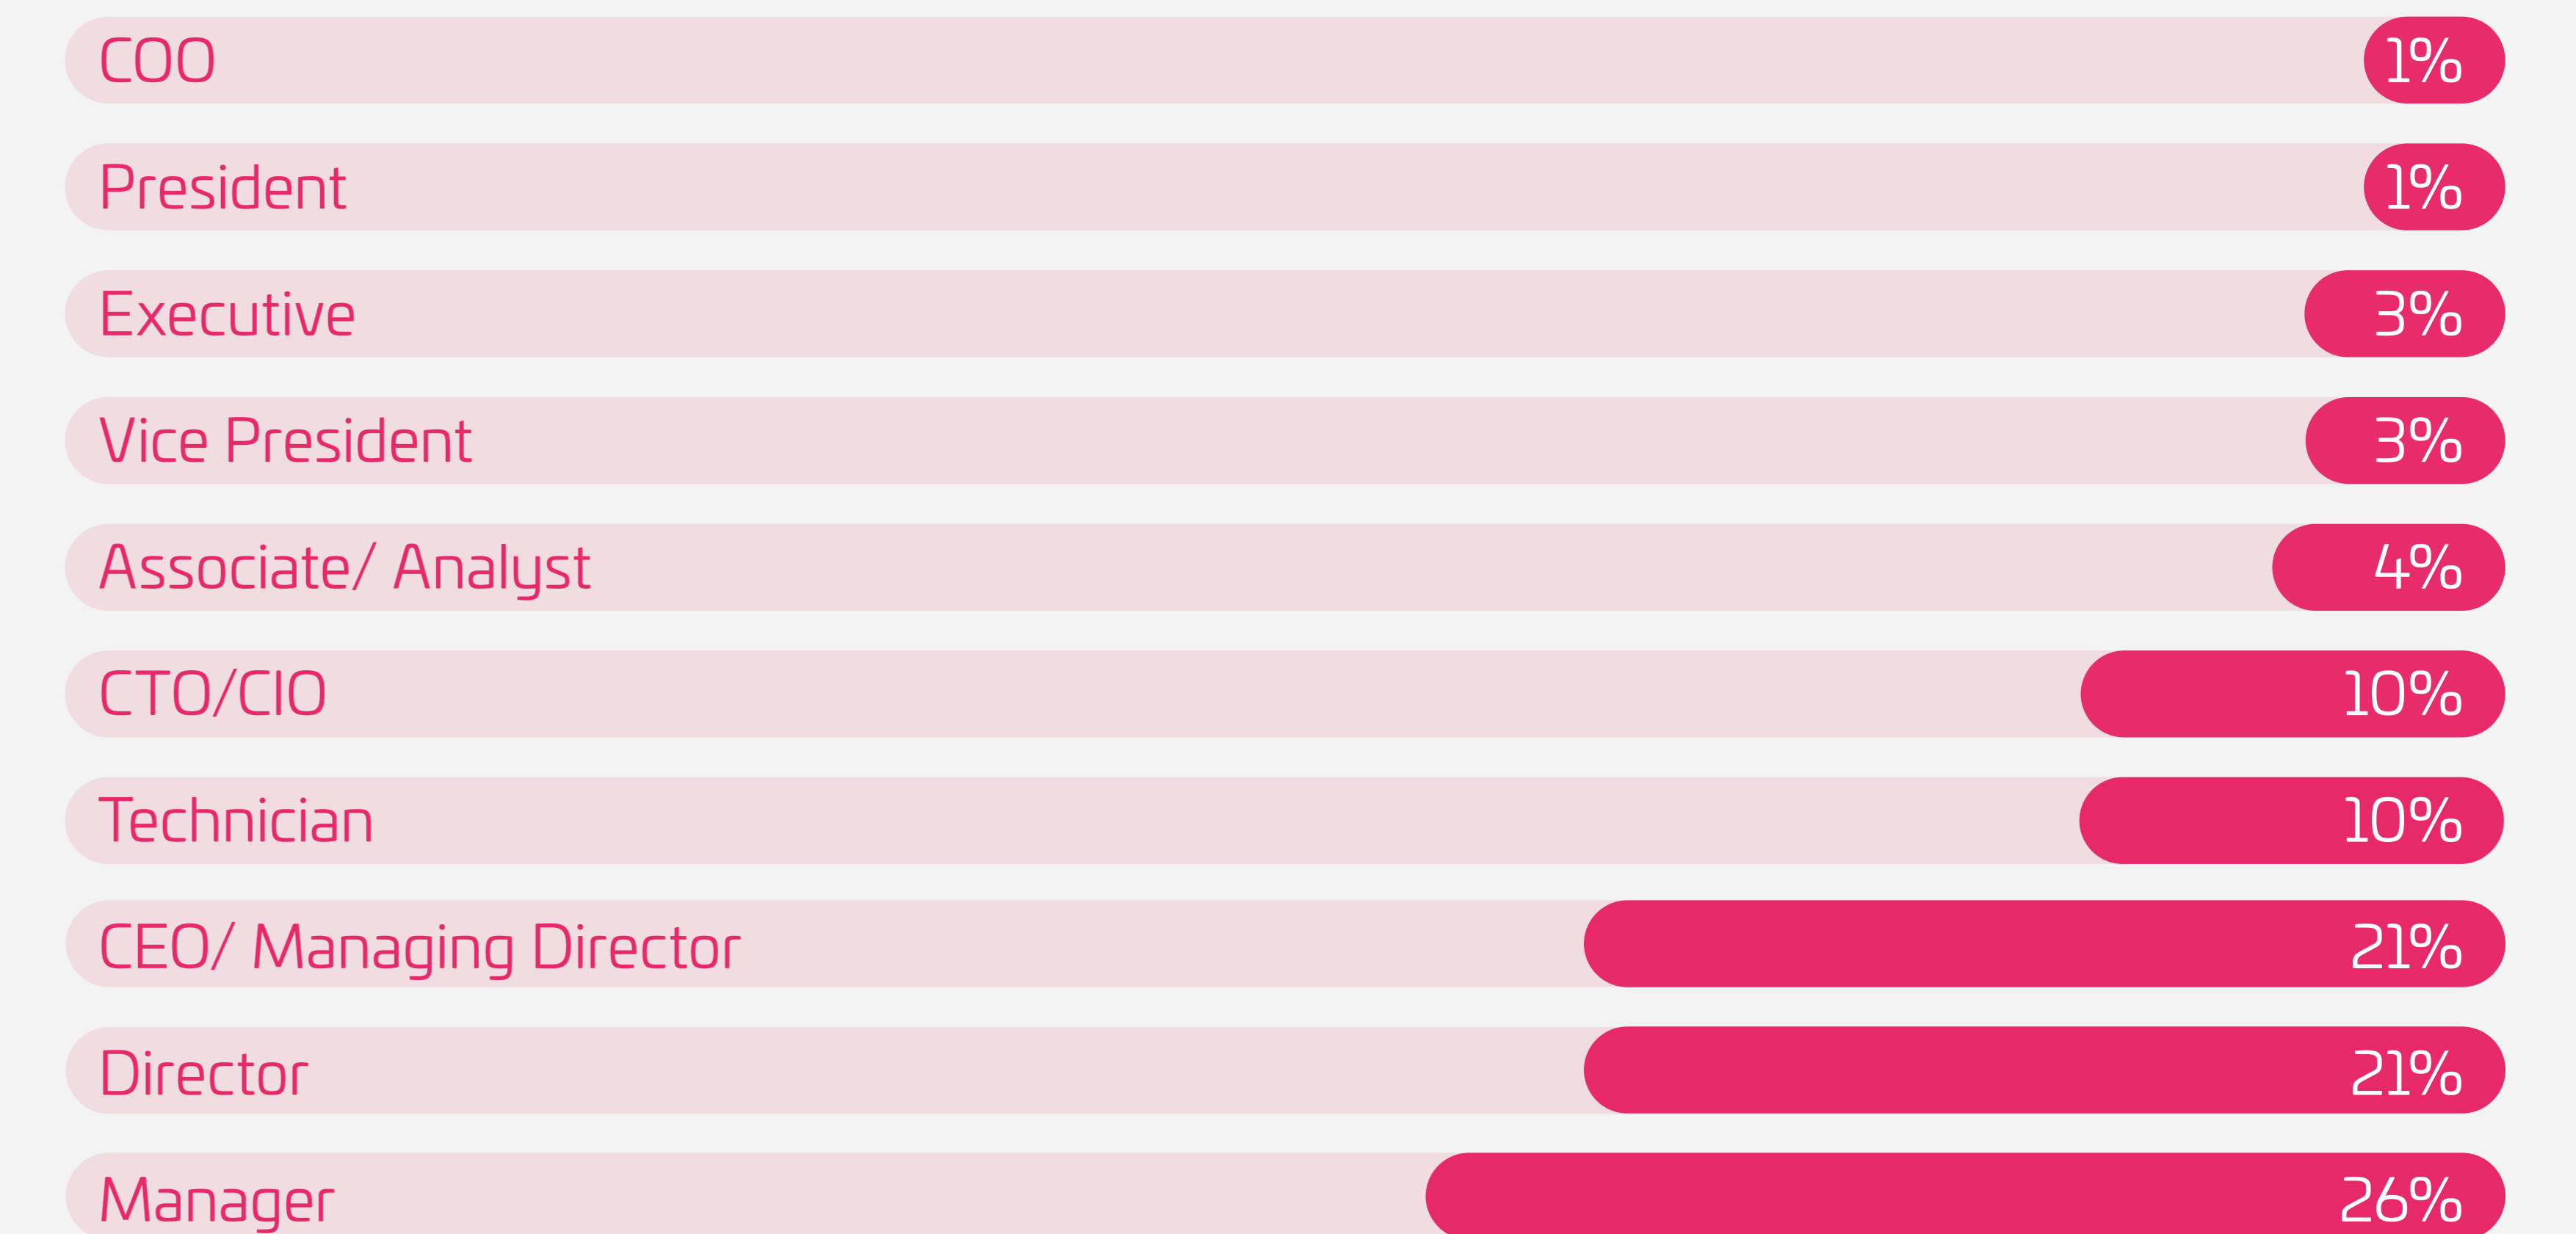 COO 1%
President 1%
Executive 3%
Vice President 3%
Associate/ Analyst 4%
CTO/CIO 10%
Technician 10%
CEO/ Managing Director 21%
Director 21%
Manager 26%